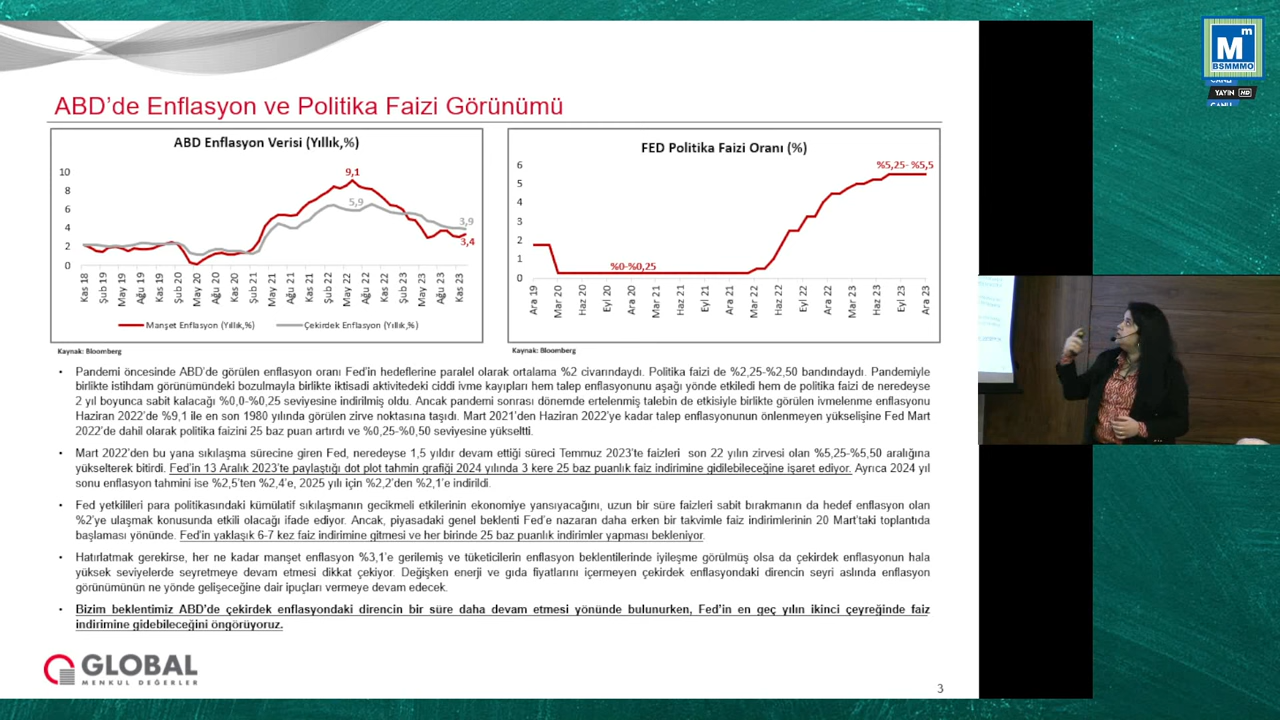 M m
BSMMMO
CANLI
YAYIN HD
CANLI
ABD'de Enflasyon ve Politika Faizi Görünümü
ABD Enflasyon Verisi (Yıllık,%)
10
8
6
4
2
0
9,1
5,9
3,9
3,4
Kas 18
Şub 19
May 19
Ağu 19
Kas 19
Şub 20
May 20
Ağu 20
Kas 20
Şub 21
May 21
Ağu 21
Kas 21
Şub 22
May 22
Ağu 22
Kas 22
Şub 23
May 23
Ağu 23
Kas 23
Manşet Enflasyon (Yıllık,%)
Çekirdek Enflasyon (Yıllık,%)
Kaynak: Bloomberg
FED Politika Faizi Oranı (%)
6
5
4
3
2
1
0
%5,25- %5,5
%0-%0,25
Ara 19
Mar 20
Haz 20
Eyl 20
Ara 20
Mar 21
Haz 21
Eyl 21
Ara 21
Mar 22
Haz 22
Eyl 22
Ara 22
Mar 23
Haz 23
Eyl 23
Ara 23
Kaynak: Bloomberg
• Pandemi öncesinde ABD'de görülen enflasyon oranı Fed'in hedeflerine paralel olarak ortalama %2 civarındaydı. Politika faizi de %2,25-%2,50 bandındaydı. Pandemiyle
birlikte istihdam görünümündeki bozulmayla birlikte iktisadi aktivitedeki ciddi ivme kayıpları hem talep enflasyonunu aşağı yönde etkiledi hem de politika faizi de neredeyse
2 yıl boyunca sabit kalacağı %0,0-%0,25 seviyesine indirilmiş oldu. Ancak pandemi sonrası dönemde ertelenmiş talebin de etkisiyle birlikte görülen ivmelenme enflasyonu
Haziran 2022'de %9,1 ile en son 1980 yılında görülen zirve noktasına taşıdı. Mart 2021'den Haziran 2022'ye kadar talep enflasyonunun önlenmeyen yükselişine Fed Mart
2022'de dahil olarak politika faizini 25 baz puan artırdı ve %0,25-%0,50 seviyesine yükseltti.
• Mart 2022'den bu yana sıkılaşma sürecine giren Fed, neredeyse 1,5 yıldır devam ettiği süreci Temmuz 2023'te faizleri son 22 yılın zirvesi olan %5,25-%5,50 aralığına
yükselterek bitirdi. Fed'in 13 Aralık 2023'te paylaştığı dot plot tahmin grafiği 2024 yılında 3 kere 25 baz puanlık faiz indirimine gidilebileceğine işaret ediyor. Ayrıca 2024 yıl
sonu enflasyon tahmini ise %2,5'ten %2,4'e, 2025 yılı için %2,2'den %2,1'e indirildi.
• Fed yetkilileri para politikasındaki kümülatif sıkılaşmanın gecikmeli etkilerinin ekonomiye yansıyacağını, uzun bir süre faizleri sabit bırakmanın da hedef enflasyon olan
%2'ye ulaşmak konusunda etkili olacağı ifade ediyor. Ancak, piyasadaki genel beklenti Fed'e nazaran daha erken bir takvimle faiz indirimlerinin 20 Mart'taki toplantıda
başlaması yönünde. Fed'in yaklaşık 6-7 kez faiz indirimine gitmesi ve her birinde 25 baz puanlık indirimler yapması bekleniyor.
• Hatırlatmak gerekirse, her ne kadar manşet enflasyon %3,1'e gerilemiş ve tüketicilerin enflasyon beklentilerinde iyileşme görülmüş olsa da çekirdek enflasyonun hala
yüksek seviyelerde seyretmeye devam etmesi dikkat çekiyor. Değişken enerji ve gıda fiyatlarını içermeyen çekirdek enflasyondaki direncin seyri aslında enflasyon
görünümünün ne yönde gelişeceğine dair ipuçları vermeye devam edecek.
• Bizim beklentimiz ABD'de çekirdek enflasyondaki direncin bir süre daha devam etmesi yönünde bulunurken, Fed'in en geç yılın ikinci çeyreğinde faiz
indirimine gidebileceğini öngörüyoruz.
GLOBAL
MENKUL DEĞERLER
3